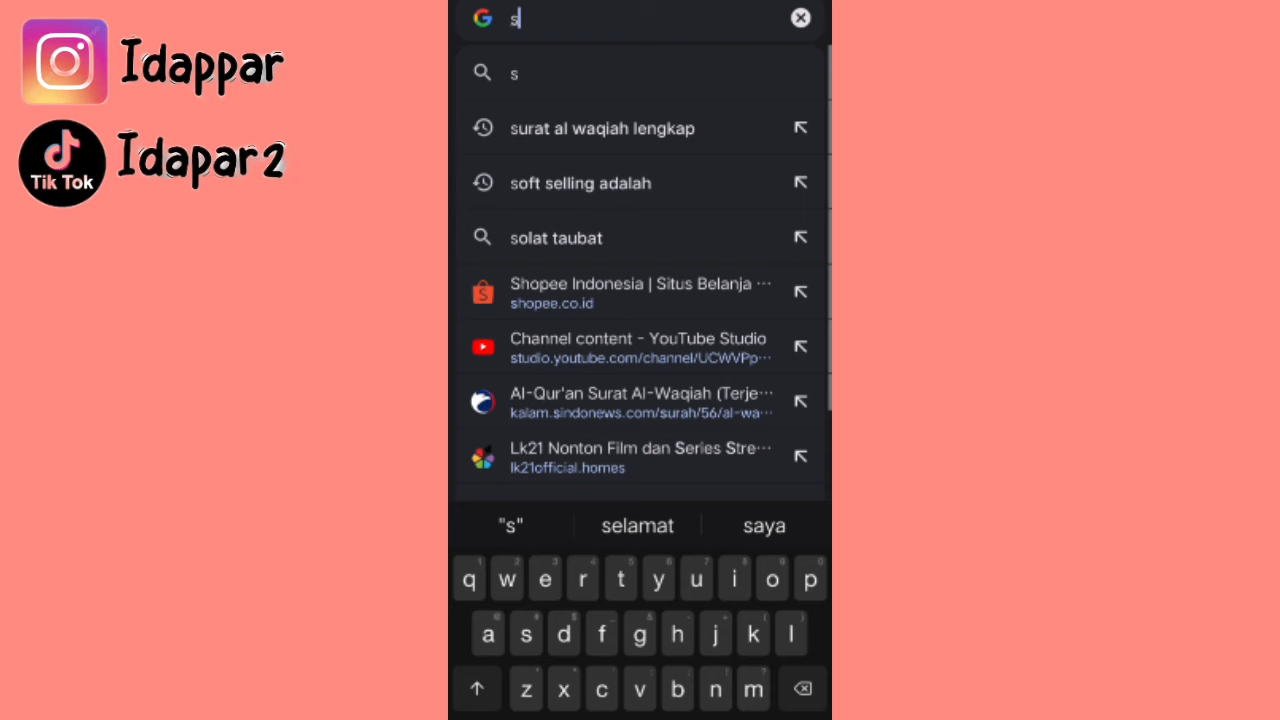 Idappar
Tik Tok
Idapar2
s
s
surat al waqiah lengkap
soft selling adalah
solat taubat
Shopee Indonesia | Situs Belanja ...
shopee.co.id
Channel content - YouTube Studio
studio.youtube.com/channel/UCWVPp...
Al-Qur'an Surat Al-Waqiah (Terje...
kalam.sindonews.com/surah/56/al-wa...
Lk21 Nonton Film dan Series Stre...
lk21official.homes
"s" selamat saya
q w e r t y u i o p
a s d f g h j k l
z x c v b n m